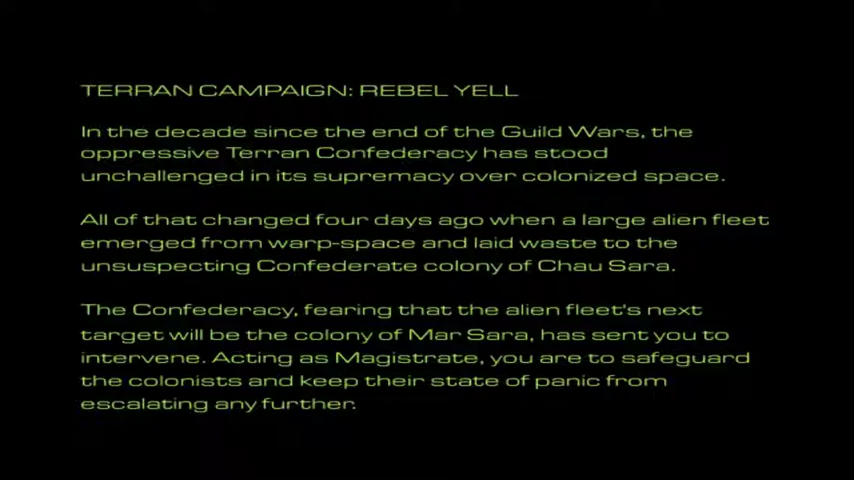 TERRAN CAMPAIGN: REBEL YELL
In the decade since the end of the Guild Wars, the
oppressive Terran Confederacy has stood
unchallenged in its supremacy over colonized space.
All of that changed four days ago when a large alien fleet
emerged from warp-space and laid waste to the
unsuspecting Confederate colony of Chau Sara.
The Confederacy, fearing that the alien fleet's next
target will be the colony of Mar Sara, has sent you to
intervene. Acting as Magistrate, you are to safeguard
the colonists and keep their state of panic from
escalating any further.